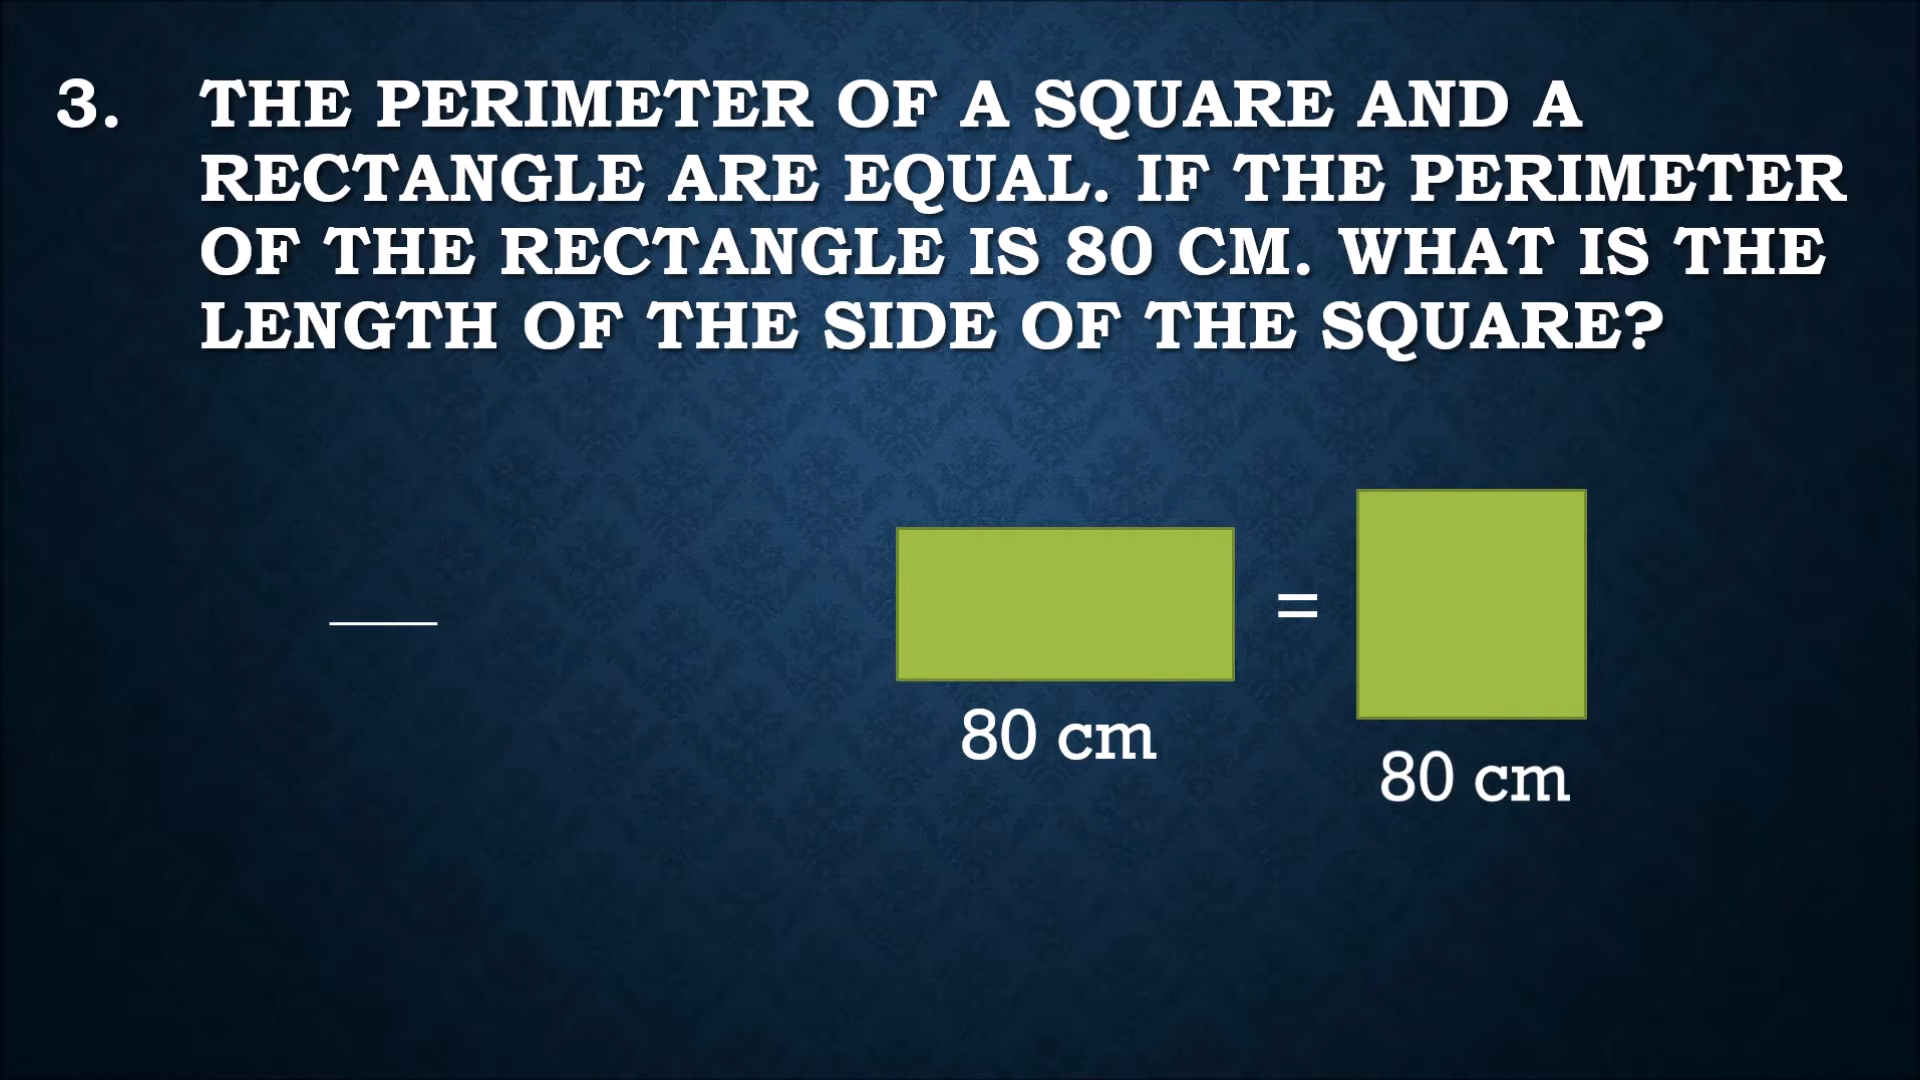 3. THE PERIMETER OF A SQUARE AND A
RECTANGLE ARE EQUAL. IF THE PERIMETER
OF THE RECTANGLE IS 80 CM. WHAT IS THE
LENGTH OF THE SIDE OF THE SQUARE?
=
80 cm
80 cm